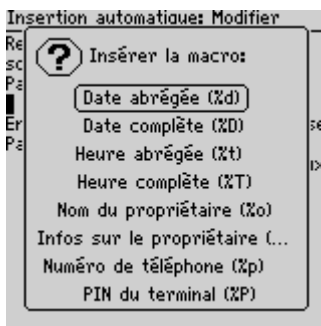 Insertion automatique: Modifier
Insérer la macro:
Date abrégée (%d)
Date complète (%D)
Heure abrégée (%t)
Heure complète (%T)
Nom du propriétaire (%o)
Infos sur le propriétaire (...
Numéro de téléphone (%p)
PIN du terminal (%P)